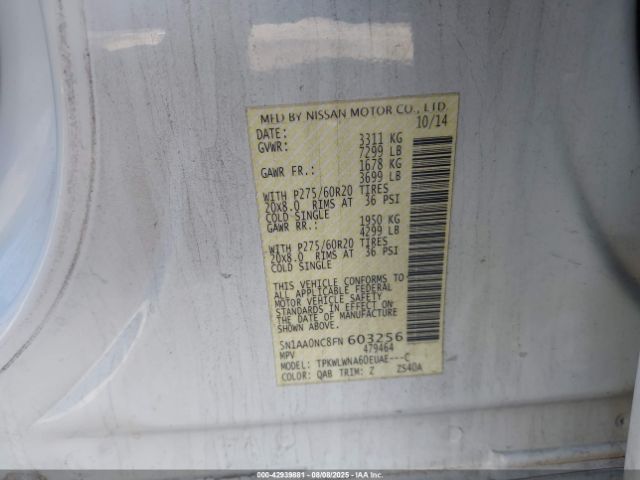 MFD BY NISSAN MOTOR CO., LTD.
DATE: 10/14
GVWR: 3311 KG
7299 LB
GAWR FR.: 1678 KG
3699 LB
WITH P275/60R20 TIRES
20x8.0 RIMS AT 36 PSI
COLD SINGLE
GAWR RR.: 1950 KG
4299 LB
WITH P275/60R20 TIRES
20x8.0 RIMS AT 36 PSI
COLD SINGLE
THIS VEHICLE CONFORMS TO
ALL APPLICABLE FEDERAL
MOTOR VEHICLE SAFETY
STANDARDS IN EFFECT ON
THE DATE OF MANUFACTURE
SHOWN ABOVE.
5N1AA0NC8FN 603256
MPV 479464
MODEL: TPKWLWNA60EUAE---C
COLOR: QAB TRIM: Z ZS40A
000-42939881 - 08/08/2025 - IAA Inc.